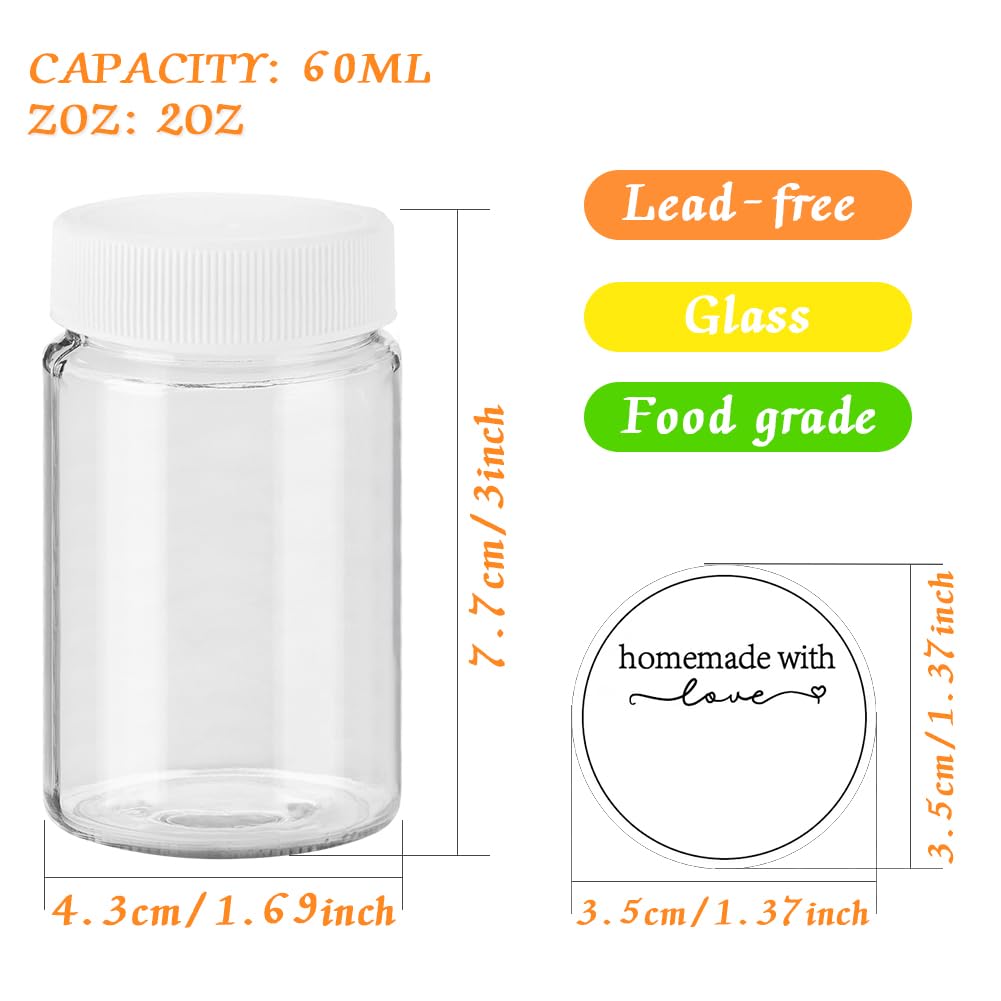 CAPACITY: 60ML
ZOZ: 2OZ
Lead-free
Glass
Food grade
7.7cm/3inch
4.3cm/1.69inch
homemade with
love
3.5cm/1.37inch
3.5cm/1.37inch